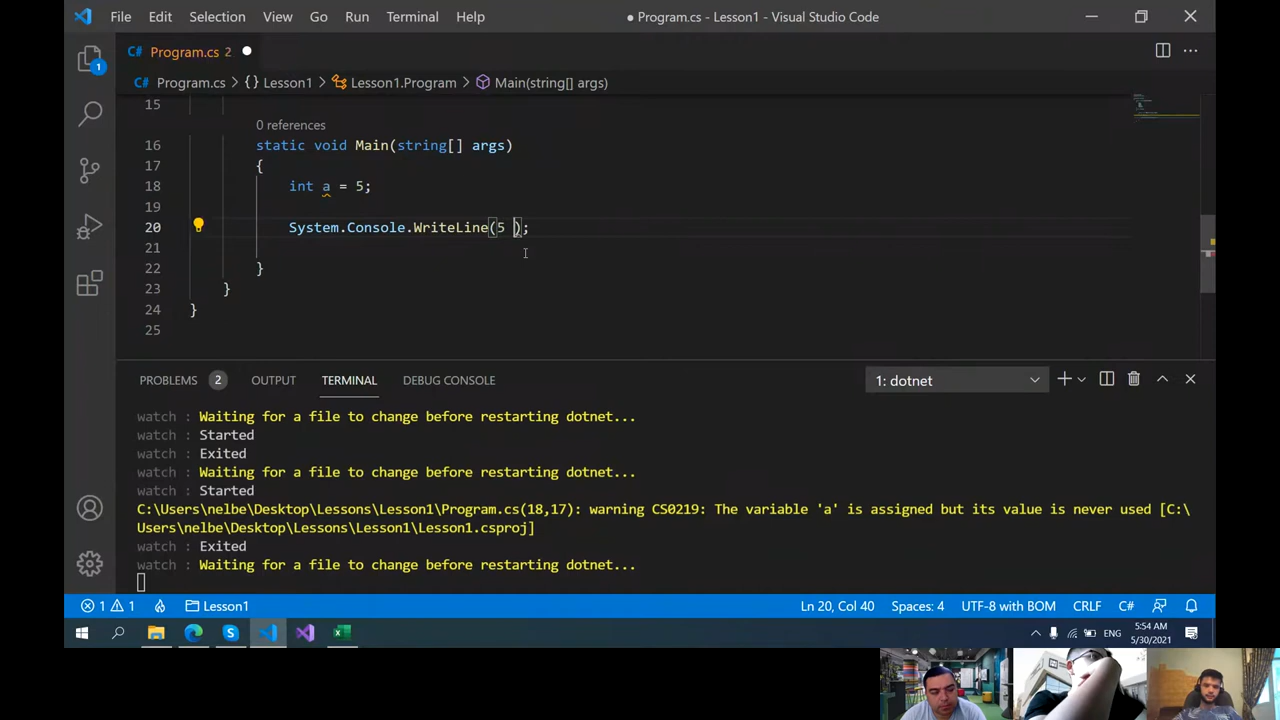 File Edit Selection View Go Run Terminal Help
● Program.cs - Lesson1 - Visual Studio Code
C# Program.cs 2 ●
C# Program.cs > {} Lesson1 > Lesson1.Program > Main(string[] args)
15
0 references
16 static void Main(string[] args)
17 {
18 int a = 5;
19
20 System.Console.WriteLine(5 );
21
22 }
23 }
24 }
25
1
PROBLEMS 2 OUTPUT TERMINAL DEBUG CONSOLE 1: dotnet
watch : Waiting for a file to change before restarting dotnet...
watch : Started
watch : Exited
watch : Waiting for a file to change before restarting dotnet...
watch : Started
C:\Users\nelbe\Desktop\Lessons\Lesson1\Program.cs(18,17): warning CS0219: The variable 'a' is assigned but its value is never used [C:\
Users\nelbe\Desktop\Lessons\Lesson1\Lesson1.csproj]
watch : Exited
watch : Waiting for a file to change before restarting dotnet...
1 1 Lesson1 Ln 20, Col 40 Spaces: 4 UTF-8 with BOM CRLF C#
ENG
5:54 AM
5/30/2021